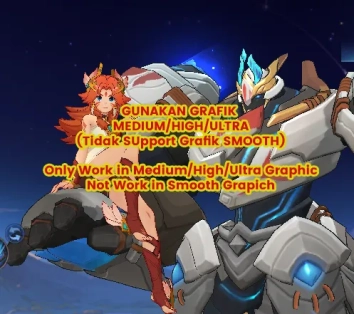 GUNAKAN GRAFIK
MEDIUM/HIGH/ULTRA
(Tidak Support Grafik SMOOTH)
Only Work in Medium/High/Ultra Graphic
Not Work in Smooth Grapich